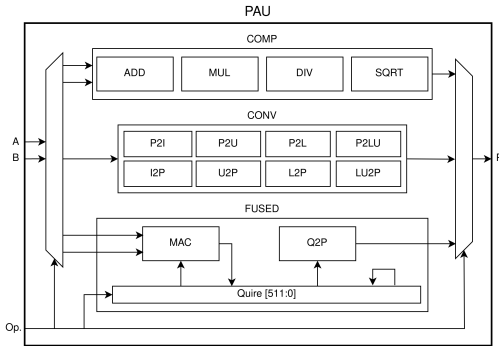 PAU
COMP
ADD MUL DIV SQRT
A
B
CONV
P2I P2U P2L P2LU
I2P U2P L2P LU2P
R
FUSED
MAC Q2P
Quire [511:0]
Op.